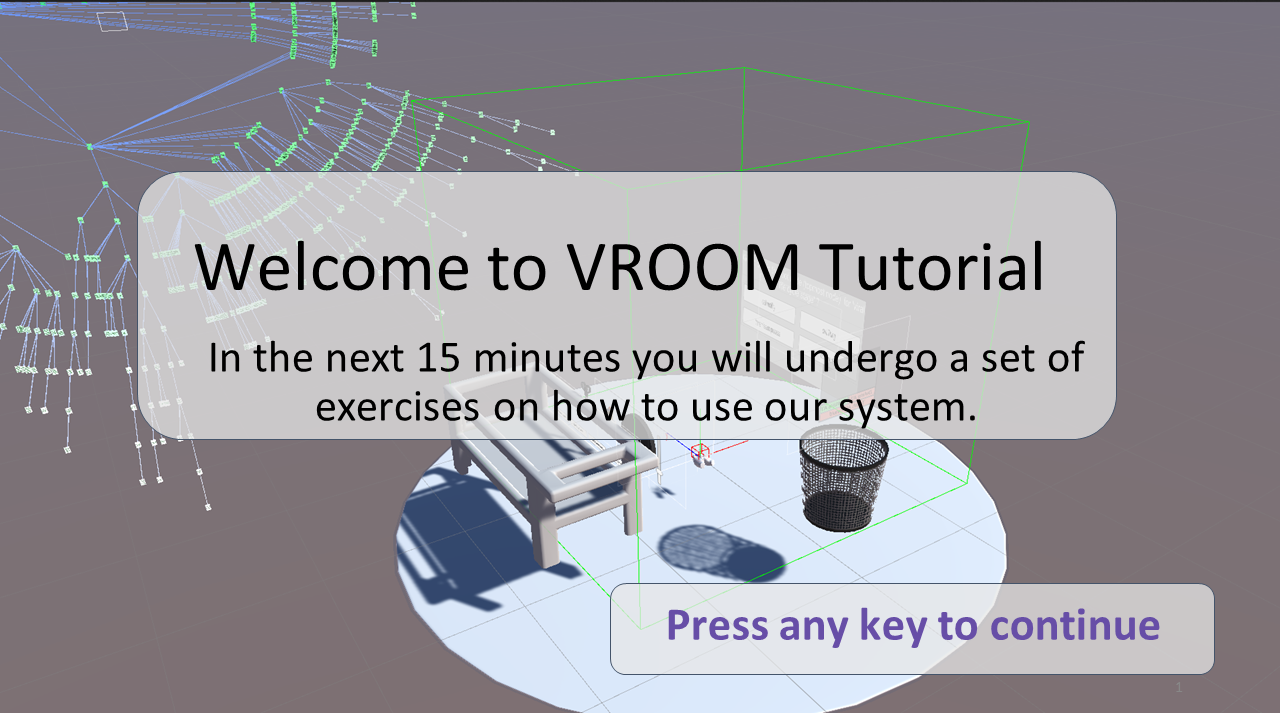 Welcome to VROOM Tutorial
In the next 15 minutes you will undergo a set of
exercises on how to use our system.
Press any key to continue
1